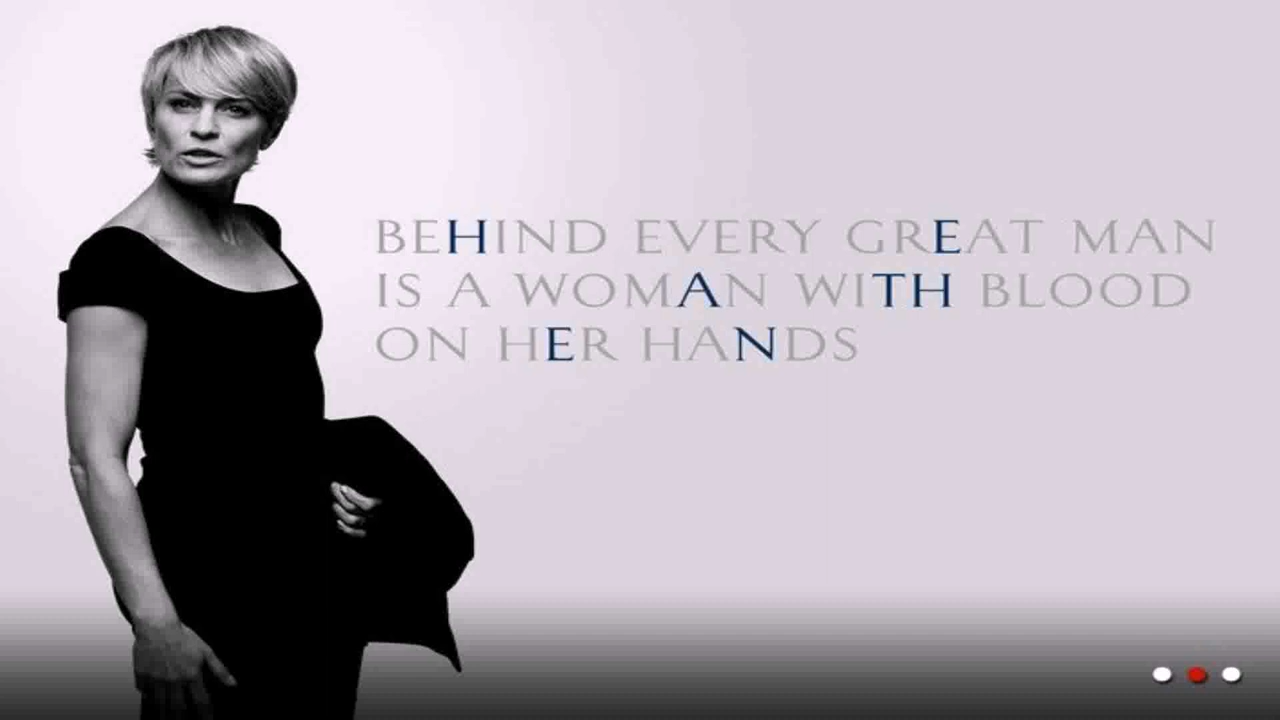 BEHIND EVERY GREAT MAN
IS A WOMAN WITH BLOOD
ON HER HANDS